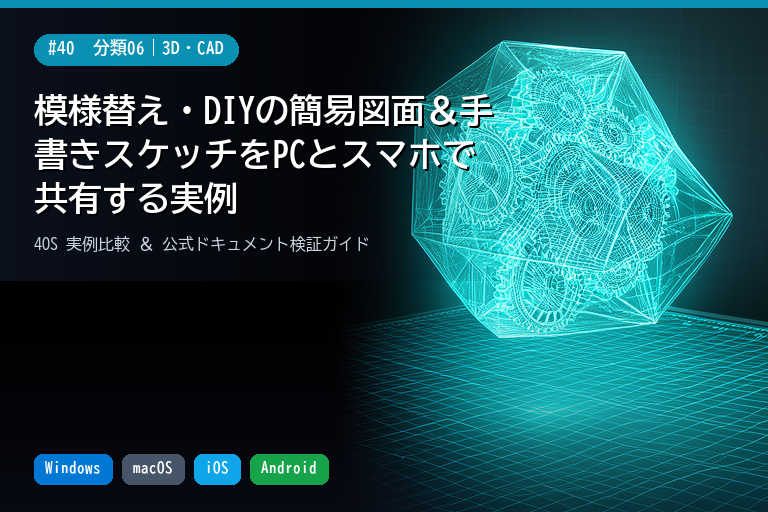 #40 分類06｜3D・CAD
模様替え・DIYの簡易図面＆手
書きスケッチをPCとスマホで
共有する実例
4OS 実例比較 ＆ 公式ドキュメント検証ガイド
Windows
macOS
iOS
Android